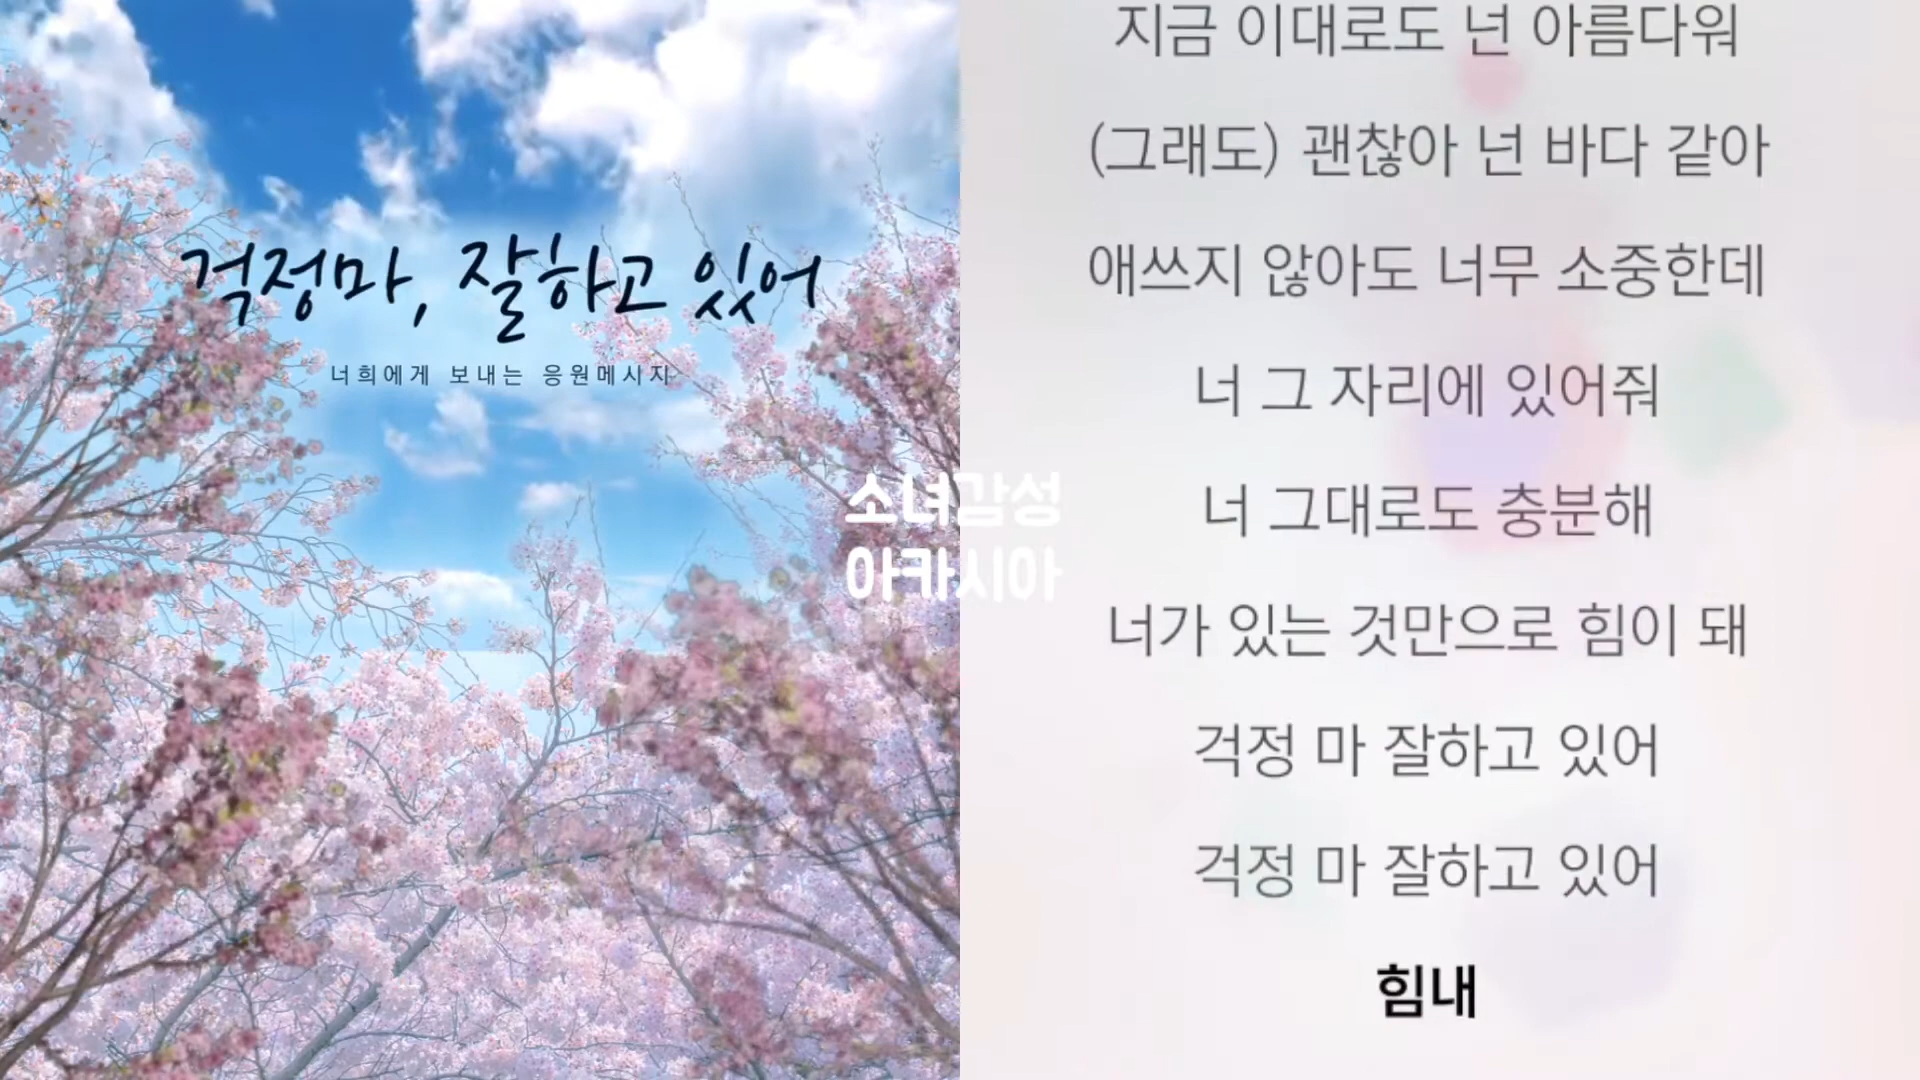 걱정마, 잘하고 있어
너희에게 보내는 응원메시지
소녀감성
아카시아
지금 이대로도 넌 아름다워
(그래도) 괜찮아 넌 바다 같아
애쓰지 않아도 너무 소중한데
너 그 자리에 있어줘
너 그대로도 충분해
너가 있는 것만으로 힘이 돼
걱정 마 잘하고 있어
걱정 마 잘하고 있어
힘내